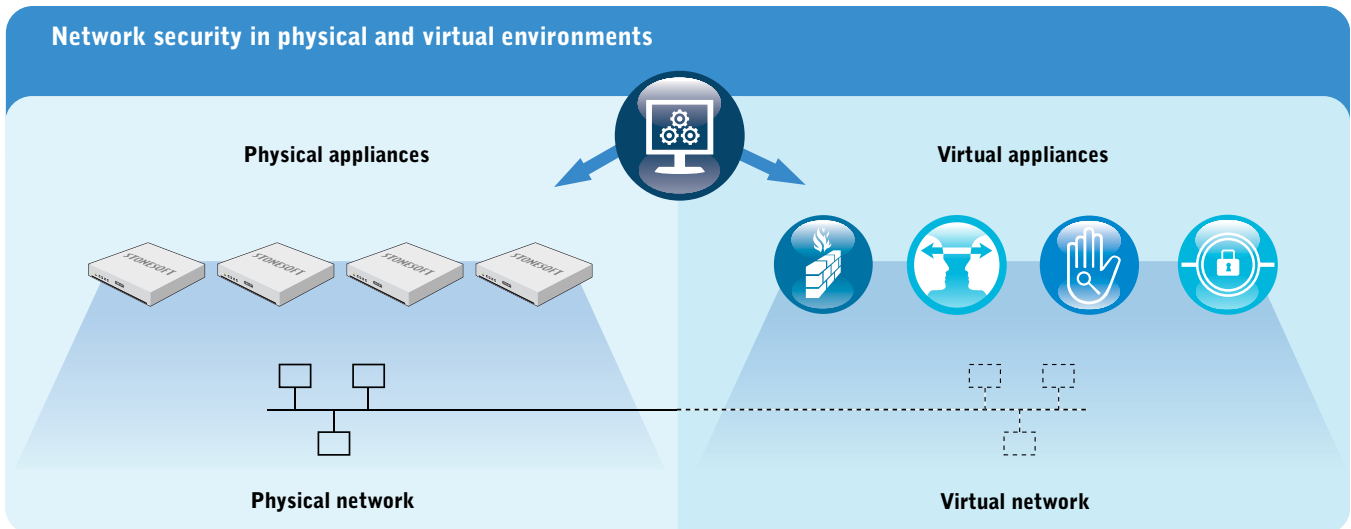 Network security in physical and virtual environments
Physical appliances
Virtual appliances
STONESOFT
STONESOFT
STONESOFT
STONESOFT
Physical network
Virtual network